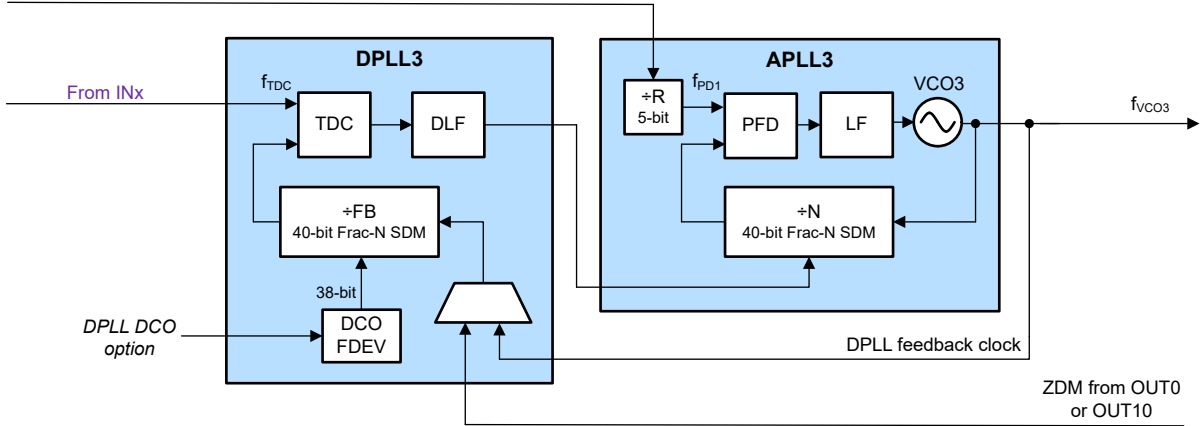 DPLL3
APLL3
From INx
fTDC
TDC
DLF
÷R
5-bit
fPD1
PFD
LF
VCO3
fVCO3
÷FB
40-bit Frac-N SDM
÷N
40-bit Frac-N SDM
38-bit
DPLL DCO
option
DCO
FDEV
DPLL feedback clock
ZDM from OUT0
or OUT10